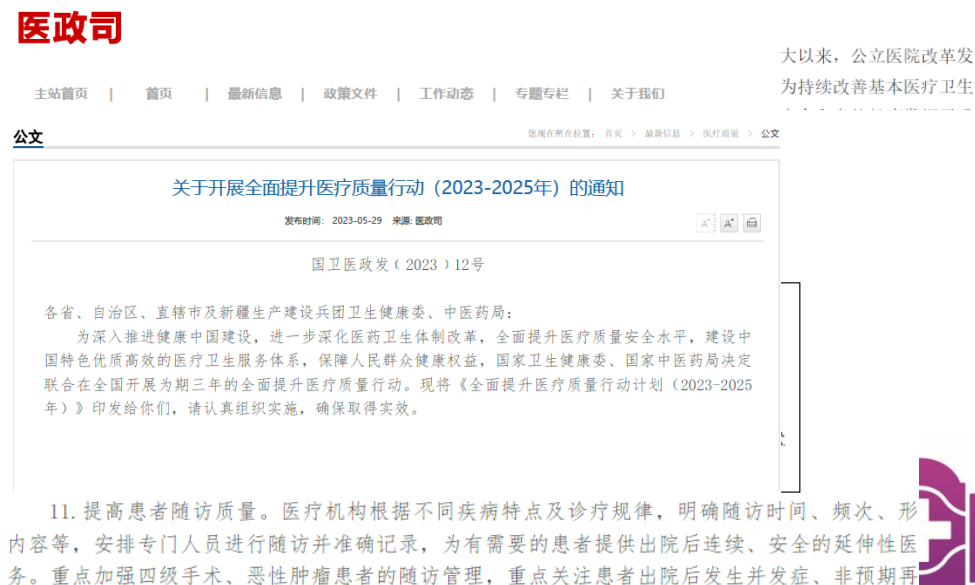 医政司
大以来，公立医院改革发
为持续改善基本医疗卫生
主站首页 | 首页 | 最新信息 | 政策文件 | 工作动态 | 专题专栏 | 关于我们
公文
您现在所在位置： 首页 > 最新信息 > 医疗质量 > 公文
关于开展全面提升医疗质量行动（2023-2025年）的通知
发布时间： 2023-05-29 来源: 医政司
A- A+
国卫医政发﹝2023﹞12号
各省、自治区、直辖市及新疆生产建设兵团卫生健康委、中医药局：
为深入推进健康中国建设，进一步深化医药卫生体制改革，全面提升医疗质量安全水平，建设中
国特色优质高效的医疗卫生服务体系，保障人民群众健康权益，国家卫生健康委、国家中医药局决定
联合在全国开展为期三年的全面提升医疗质量行动。现将《全面提升医疗质量行动计划（2023-2025
年）》印发给你们，请认真组织实施，确保取得实效。
11. 提高患者随访质量。医疗机构根据不同疾病特点及诊疗规律，明确随访时间、频次、形
内容等，安排专门人员进行随访并准确记录，为有需要的患者提供出院后连续、安全的延伸性医
务。重点加强四级手术、恶性肿瘤患者的随访管理，重点关注患者出院后发生并发症、非预期再